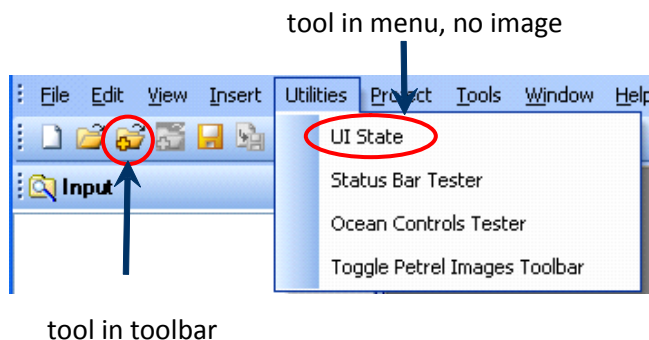 tool in menu, no image
File Edit View Insert Utilities Project Tools Window Help
UI State
Input
Status Bar Tester
Ocean Controls Tester
Toggle Petrel Images Toolbar
tool in toolbar